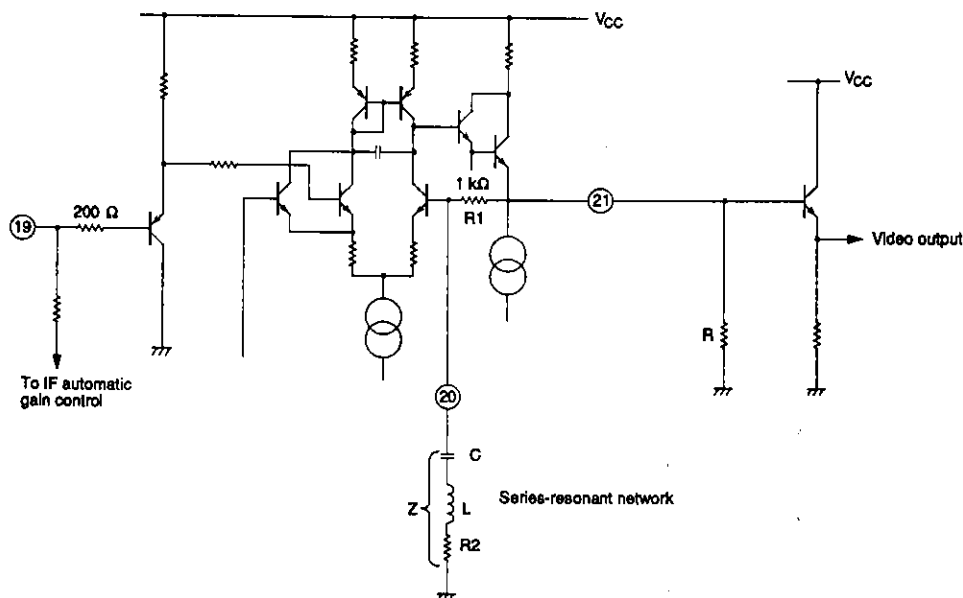 VCC
VCC
1 kΩ
R1
21
200 Ω
19
Video output
R
To IF automatic
gain control
20
C
Z
L
Series-resonant network
R2